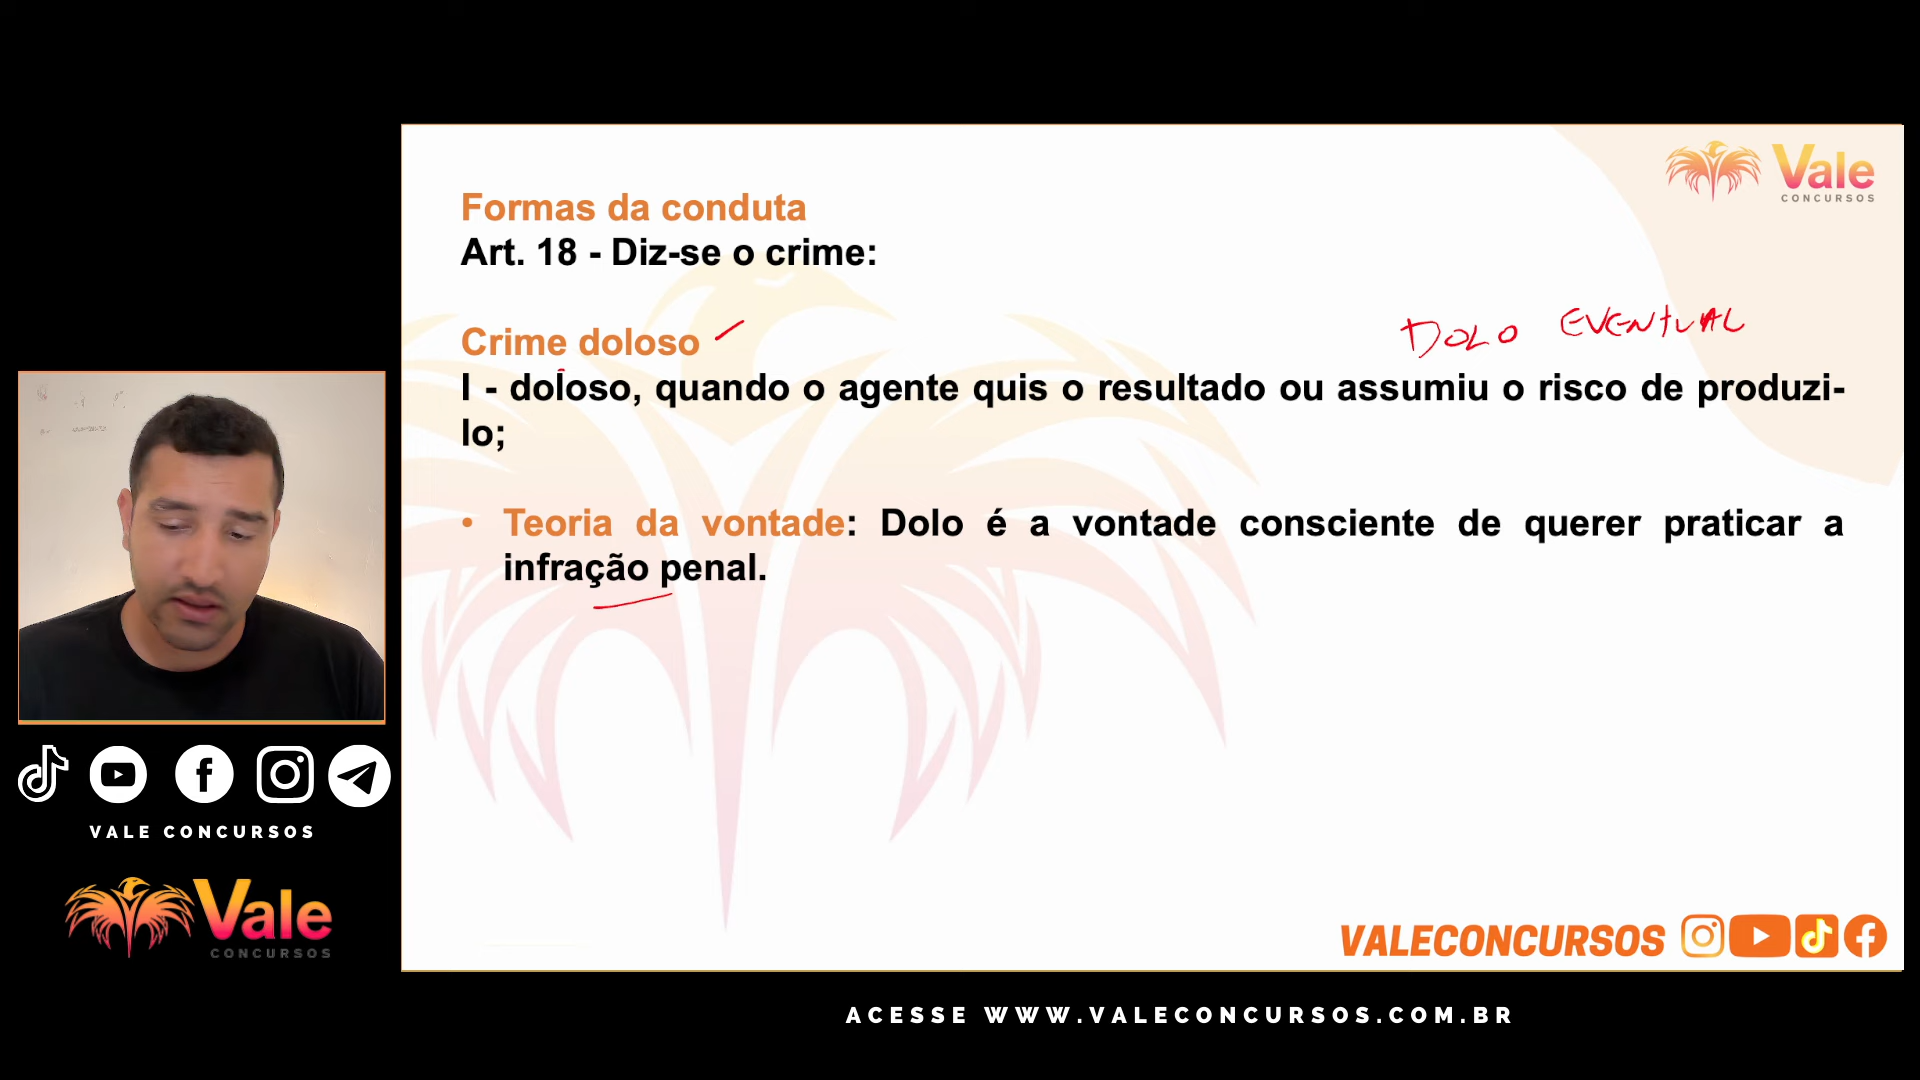 Vale
CONCURSOS
Formas da conduta
Art. 18 - Diz-se o crime:
DOLO EVENTUAL
Crime doloso
I - doloso, quando o agente quis o resultado ou assumiu o risco de produzi-
lo;
• Teoria da vontade: Dolo é a vontade consciente de querer praticar a
infração penal.
VALE CONCURSOS
Vale
CONCURSOS
VALECONCURSOS
ACESSE WWW.VALECONCURSOS.COM.BR